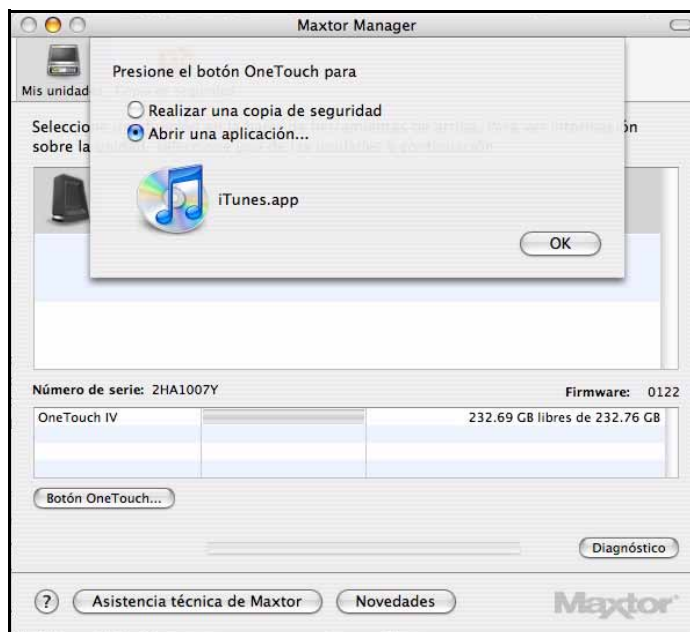 Maxtor Manager
Presione el botón OneTouch para
Mis unidad
Realizar una copia de seguridad
Seleccio ón
Abrir una aplicación...
sobre la
iTunes.app
OK
Número de serie: 2HA1007Y Firmware: 0122
OneTouch IV 232.69 GB libres de 232.76 GB
Botón OneTouch...
Diagnóstico
? Asistencia técnica de Maxtor Novedades Maxtor